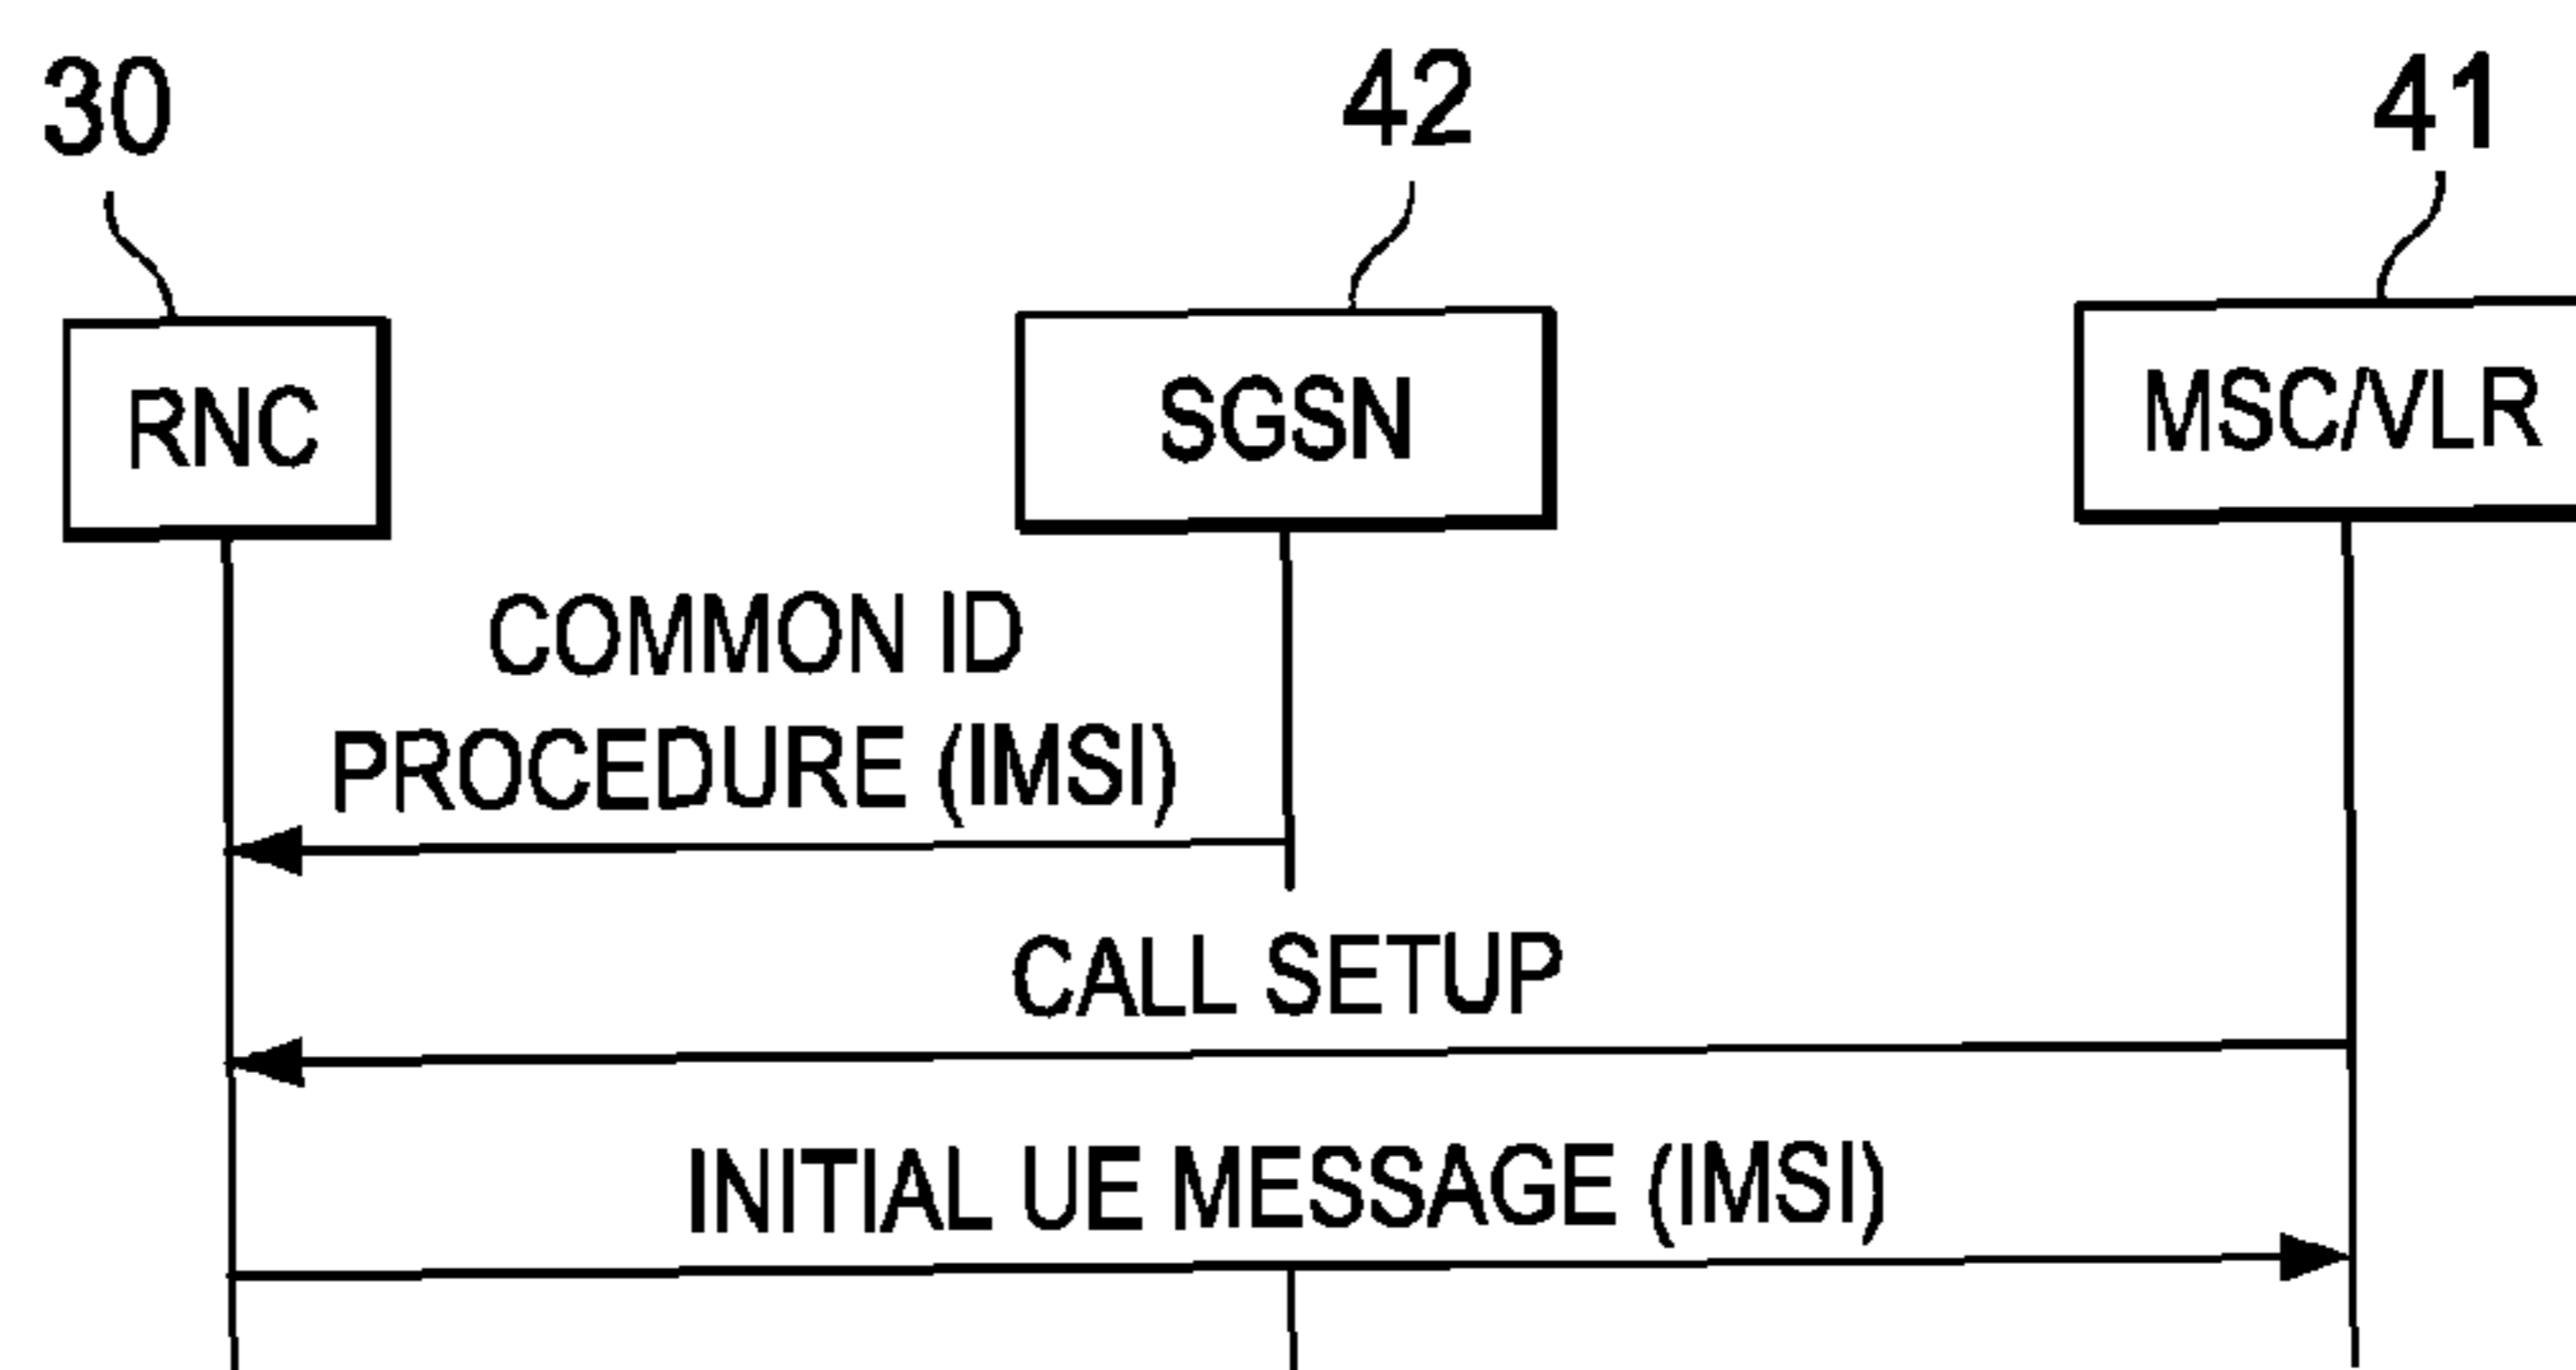 30
42
41
RNC
SGSN
MSC/VLR
COMMON ID
PROCEDURE (IMSI)
CALL SETUP
INITIAL UE MESSAGE (IMSI)